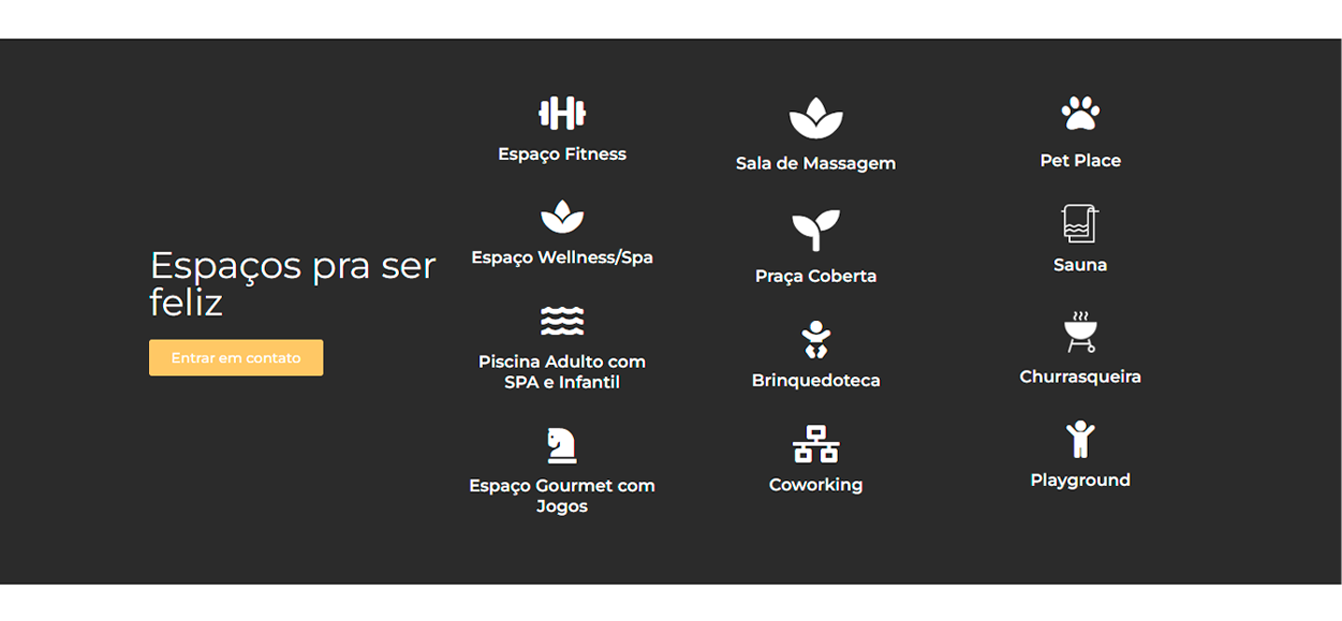 Espaços pra ser
feliz
Entrar em contato
Espaço Fitness
Espaço Wellness/Spa
Piscina Adulto com
SPA e Infantil
Espaço Gourmet com
Jogos
Sala de Massagem
Praça Coberta
Brinquedoteca
Coworking
Pet Place
Sauna
Churrasqueira
Playground